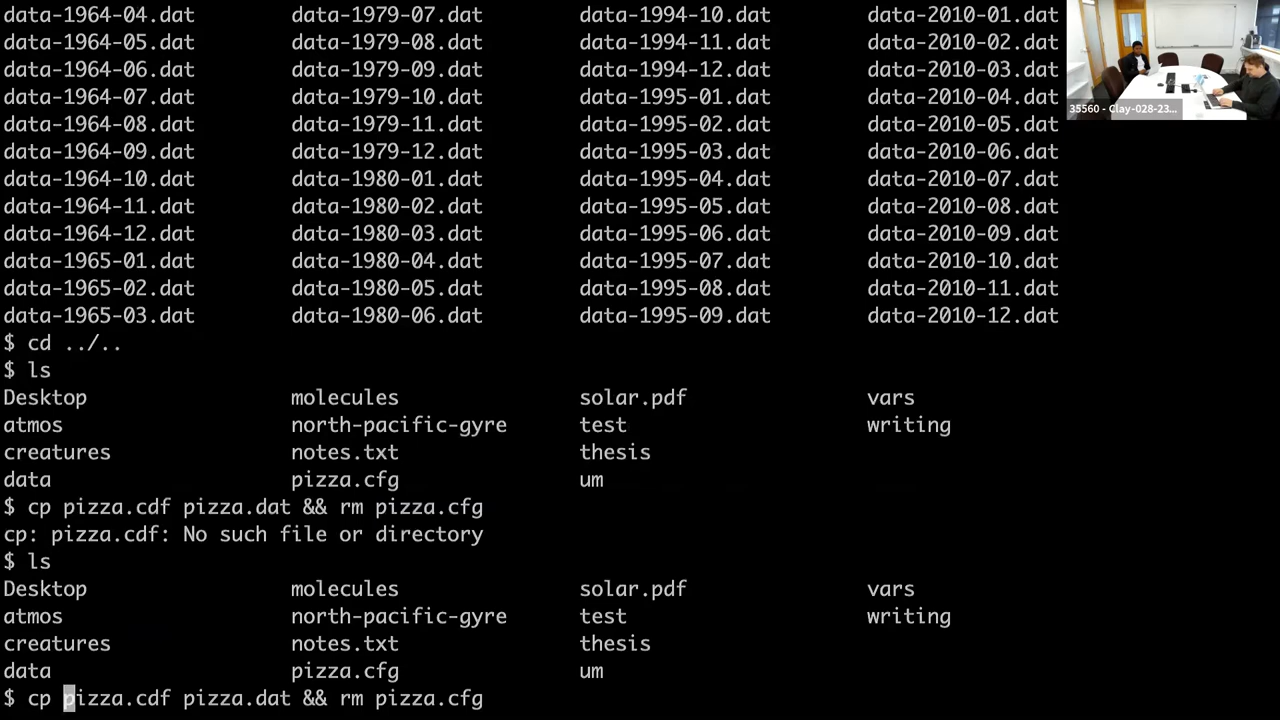 data-1964-04.dat data-1979-07.dat data-1994-10.dat data-2010-01.dat
data-1964-05.dat data-1979-08.dat data-1994-11.dat data-2010-02.dat
data-1964-06.dat data-1979-09.dat data-1994-12.dat data-2010-03.dat
data-1964-07.dat data-1979-10.dat data-1995-01.dat data-2010-04.dat
data-1964-08.dat data-1979-11.dat data-1995-02.dat data-2010-05.dat
data-1964-09.dat data-1979-12.dat data-1995-03.dat data-2010-06.dat
data-1964-10.dat data-1980-01.dat data-1995-04.dat data-2010-07.dat
data-1964-11.dat data-1980-02.dat data-1995-05.dat data-2010-08.dat
data-1964-12.dat data-1980-03.dat data-1995-06.dat data-2010-09.dat
data-1965-01.dat data-1980-04.dat data-1995-07.dat data-2010-10.dat
data-1965-02.dat data-1980-05.dat data-1995-08.dat data-2010-11.dat
data-1965-03.dat data-1980-06.dat data-1995-09.dat data-2010-12.dat
$ cd ../..
$ ls
Desktop molecules solar.pdf vars
atmos north-pacific-gyre test writing
creatures notes.txt thesis
data pizza.cfg um
$ cp pizza.cdf pizza.dat && rm pizza.cfg
cp: pizza.cdf: No such file or directory
$ ls
Desktop molecules solar.pdf vars
atmos north-pacific-gyre test writing
creatures notes.txt thesis
data pizza.cfg um
$ cp pizza.cdf pizza.dat && rm pizza.cfg
35560 - Clay-028-23...